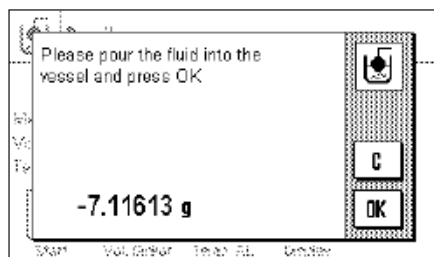 Please pour the fluid into the
vessel and press OK
C
-7.11613 g
OK